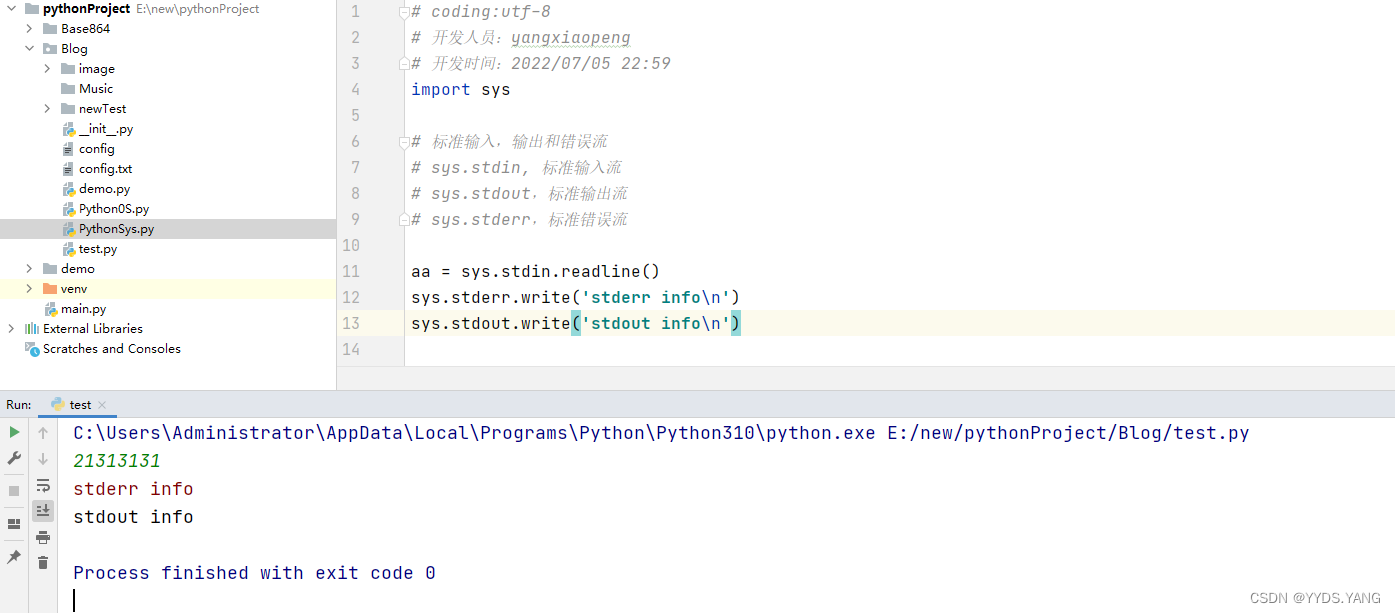 pythonProject E:\new\pythonProject
Base864
Blog
image
Music
newTest
__init__.py
config
config.txt
demo.py
Python0S.py
PythonSys.py
test.py
demo
venv
main.py
External Libraries
Scratches and Consoles
1 # coding:utf-8
2 # 开发人员：yangxiaopeng
3 # 开发时间：2022/07/05 22:59
4 import sys
5
6 # 标准输入，输出和错误流
7 # sys.stdin, 标准输入流
8 # sys.stdout，标准输出流
9 # sys.stderr，标准错误流
10
11 aa = sys.stdin.readline()
12 sys.stderr.write('stderr info\n')
13 sys.stdout.write('stdout info\n')
14
Run: test
C:\Users\Administrator\AppData\Local\Programs\Python\Python310\python.exe E:/new/pythonProject/Blog/test.py
21313131
stderr info
stdout info
Process finished with exit code 0
CSDN @YYDS.YANG